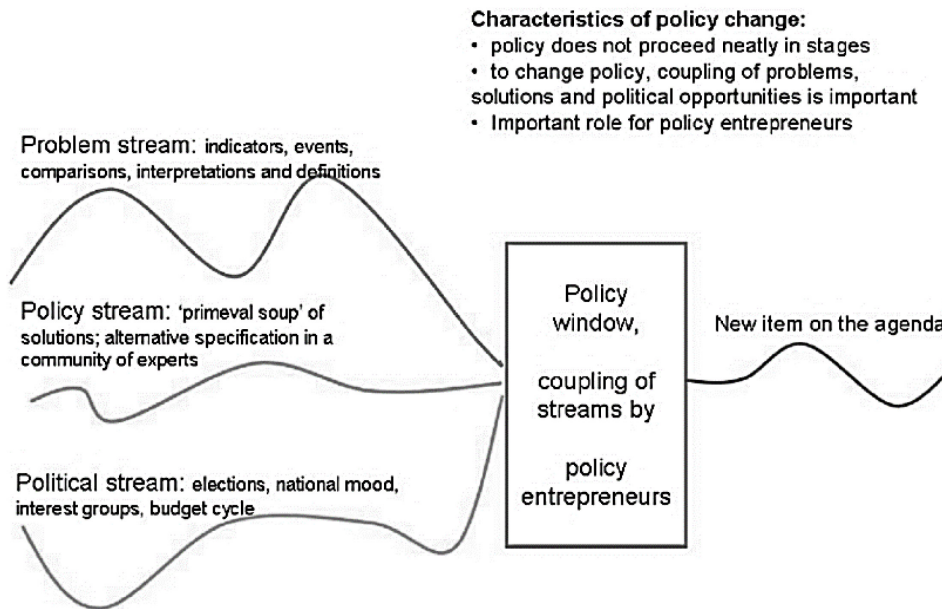 Characteristics of policy change:
• policy does not proceed neatly in stages
• to change policy, coupling of problems,
solutions and political opportunities is important
• Important role for policy entrepreneurs
Problem stream: indicators, events,
comparisons, interpretations and definitions
Policy stream: ‘primeval soup’ of
solutions; alternative specification in a
community of experts
Political stream: elections, national mood,
interest groups, budget cycle
Policy
window,
coupling of
streams by
policy
entrepreneurs
New item on the agenda